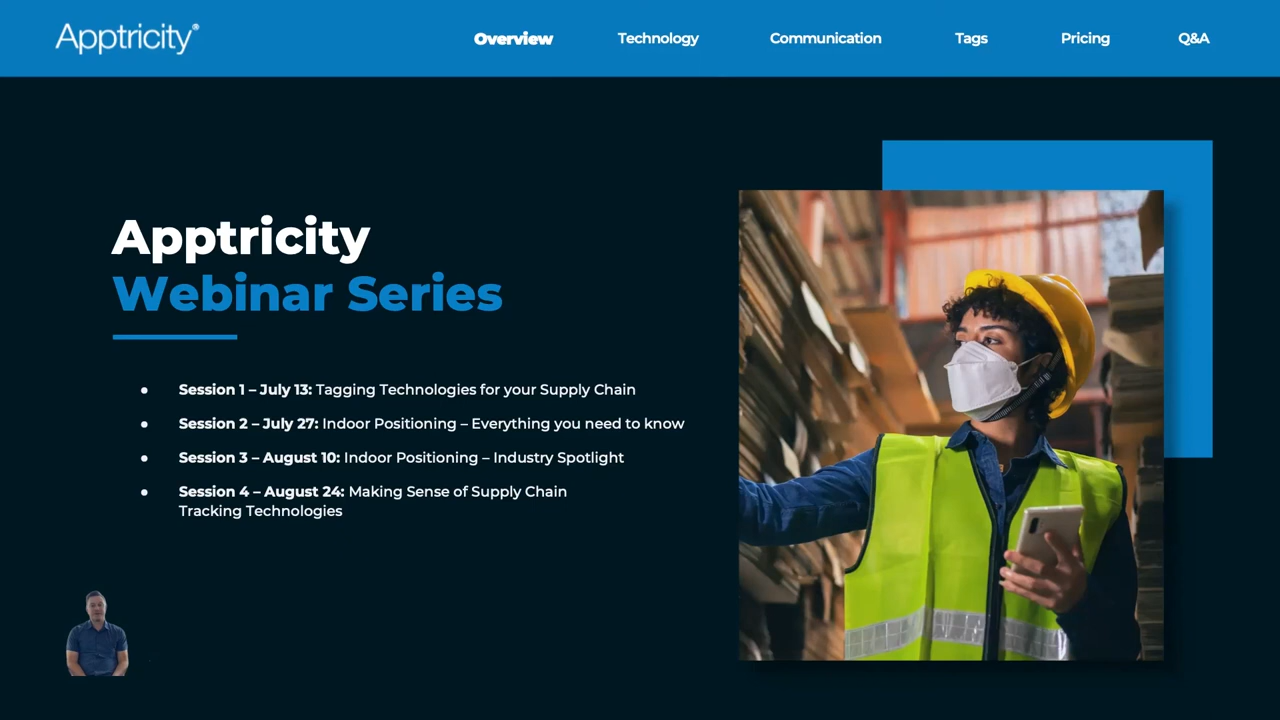 Apptricity®
Overview Technology Communication Tags Pricing Q&A
Apptricity
Webinar Series
• Session 1 – July 13: Tagging Technologies for your Supply Chain
• Session 2 – July 27: Indoor Positioning – Everything you need to know
• Session 3 – August 10: Indoor Positioning – Industry Spotlight
• Session 4 – August 24: Making Sense of Supply Chain
Tracking Technologies